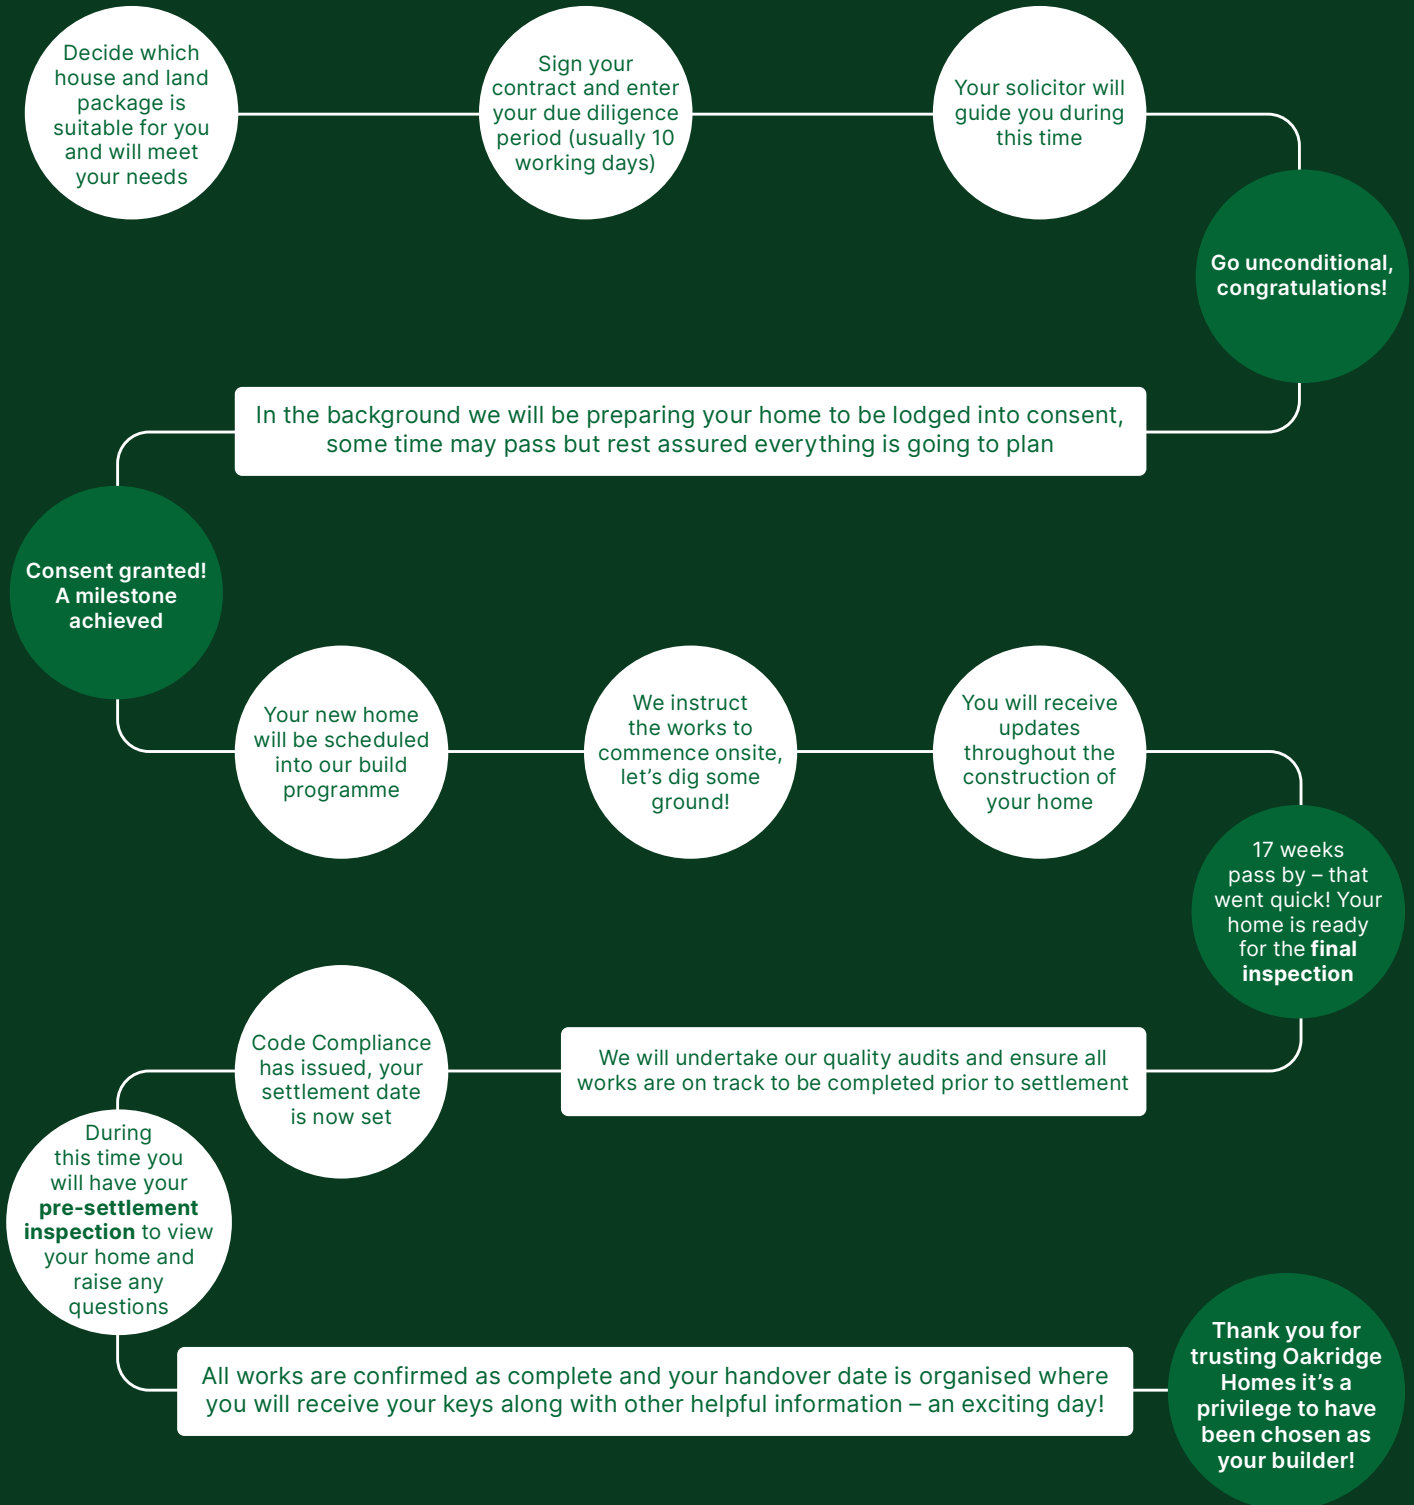 Decide which
house and land
package is
suitable for you
and will meet
your needs
Sign your
contract and enter
your due diligence
period (usually 10
working days)
Your solicitor will
guide you during
this time
Go unconditional,
congratulations!
In the background we will be preparing your home to be lodged into consent,
some time may pass but rest assured everything is going to plan
Consent granted!
A milestone
achieved
Your new home
will be scheduled
into our build
programme
We instruct
the works to
commence onsite,
let’s dig some
ground!
You will receive
updates
throughout the
construction of
your home
17 weeks
pass by – that
went quick! Your
home is ready
for the final
inspection
We will undertake our quality audits and ensure all
works are on track to be completed prior to settlement
Code Compliance
has issued, your
settlement date
is now set
During
this time you
will have your
pre-settlement
inspection to view
your home and
raise any
questions
All works are confirmed as complete and your handover date is organised where
you will receive your keys along with other helpful information – an exciting day!
Thank you for
trusting Oakridge
Homes it’s a
privilege to have
been chosen as
your builder!